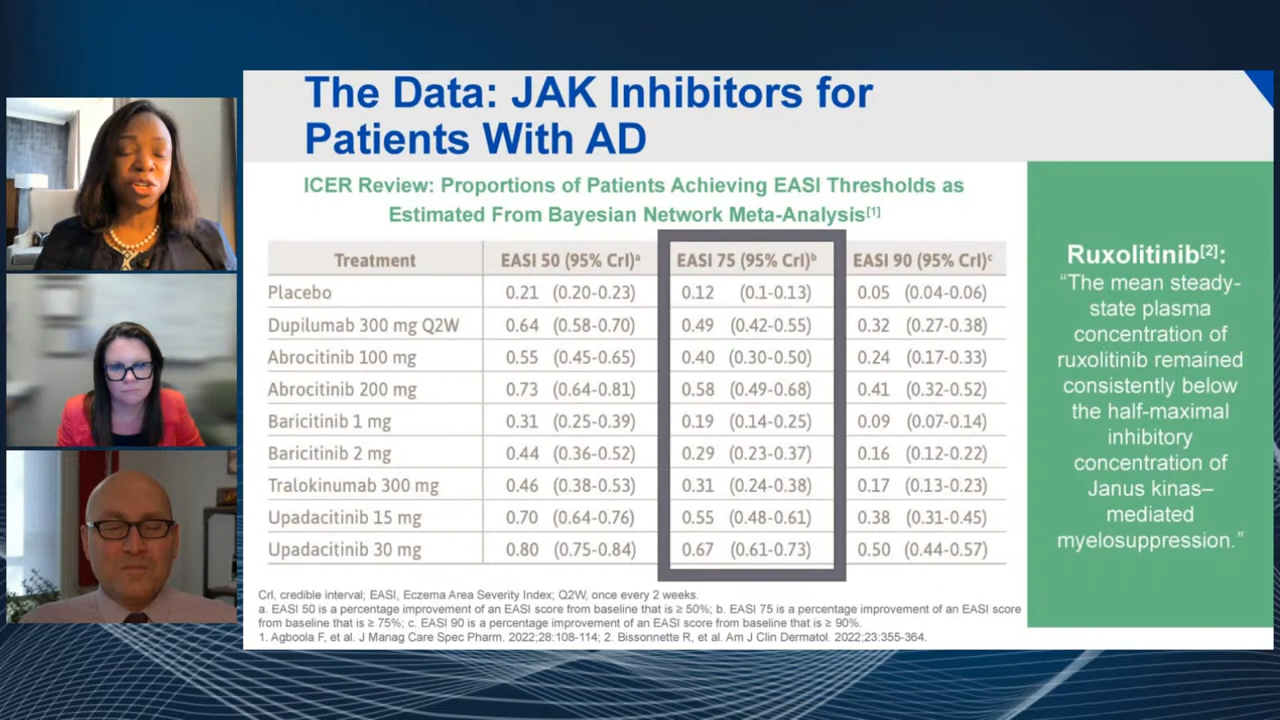 The Data: JAK Inhibitors for
Patients With AD
ICER Review: Proportions of Patients Achieving EASI Thresholds as
Estimated From Bayesian Network Meta-Analysis[1]
Treatment EASI 50 (95% CrI)a EASI 75 (95% CrI)b EASI 90 (95% CrI)c
Placebo 0.21 (0.20-0.23) 0.12 (0.1-0.13) 0.05 (0.04-0.06)
Dupilumab 300 mg Q2W 0.64 (0.58-0.70) 0.49 (0.42-0.55) 0.32 (0.27-0.38)
Abrocitinib 100 mg 0.55 (0.45-0.65) 0.40 (0.30-0.50) 0.24 (0.17-0.33)
Abrocitinib 200 mg 0.73 (0.64-0.81) 0.58 (0.49-0.68) 0.41 (0.32-0.52)
Baricitinib 1 mg 0.31 (0.25-0.39) 0.19 (0.14-0.25) 0.09 (0.07-0.14)
Baricitinib 2 mg 0.44 (0.36-0.52) 0.29 (0.23-0.37) 0.16 (0.12-0.22)
Tralokinumab 300 mg 0.46 (0.38-0.53) 0.31 (0.24-0.38) 0.17 (0.13-0.23)
Upadacitinib 15 mg 0.70 (0.64-0.76) 0.55 (0.48-0.61) 0.38 (0.31-0.45)
Upadacitinib 30 mg 0.80 (0.75-0.84) 0.67 (0.61-0.73) 0.50 (0.44-0.57)
CrI, credible interval; EASI, Eczema Area Severity Index; Q2W, once every 2 weeks.
a. EASI 50 is a percentage improvement of an EASI score from baseline that is ≥ 50%; b. EASI 75 is a percentage improvement of an EASI score
from baseline that is ≥ 75%; c. EASI 90 is a percentage improvement of an EASI score from baseline that is ≥ 90%.
1. Agboola F, et al. J Manag Care Spec Pharm. 2022;28:108-114; 2. Bissonnette R, et al. Am J Clin Dermatol. 2022;23:355-364.
Ruxolitinib[2]:
“The mean steady-
state plasma
concentration of
ruxolitinib remained
consistently below
the half-maximal
inhibitory
concentration of
Janus kinas–
mediated
myelosuppression.”